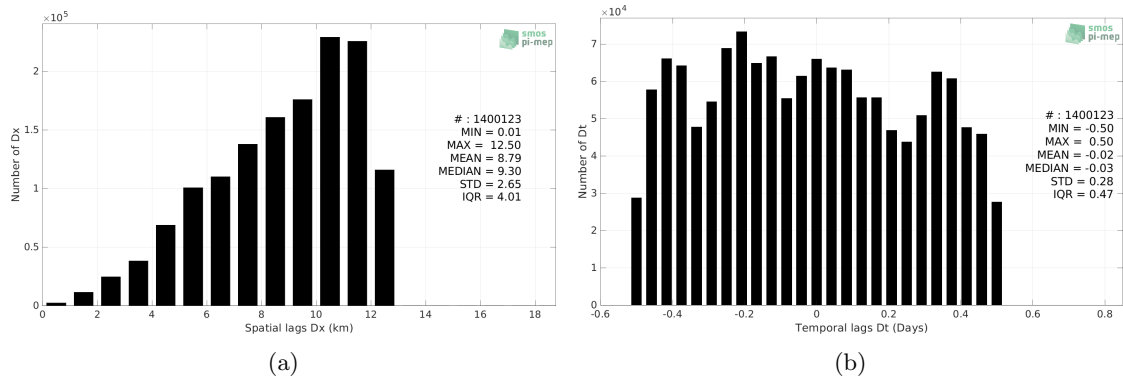 ×10⁵
2
1.5
1
0.5
0
Number of Dx
0 2 4 6 8 10 12 14 16 18
Spatial lags Dx (km)
smos
pi-mep
# : 1400123
MIN = 0.01
MAX = 12.50
MEAN = 8.79
MEDIAN = 9.30
STD = 2.65
IQR = 4.01
(a)
×10⁴
7
6
5
4
3
2
1
0
Number of Dt
-0.6 -0.4 -0.2 0 0.2 0.4 0.6 0.8
Temporal lags Dt (Days)
smos
pi-mep
# : 1400123
MIN = -0.50
MAX = 0.50
MEAN = -0.02
MEDIAN = -0.03
STD = 0.28
IQR = 0.47
(b)